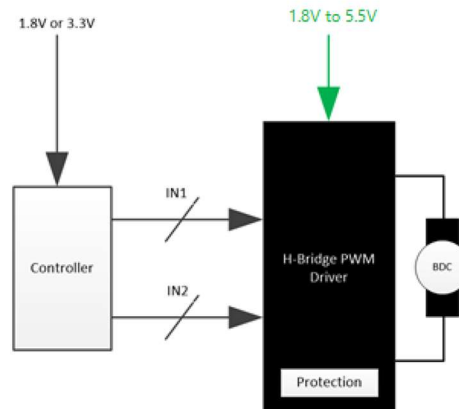 1.8V or 3.3V
1.8V to 5.5V
IN1
Controller
H-Bridge PWM
Driver
BDC
IN2
Protection